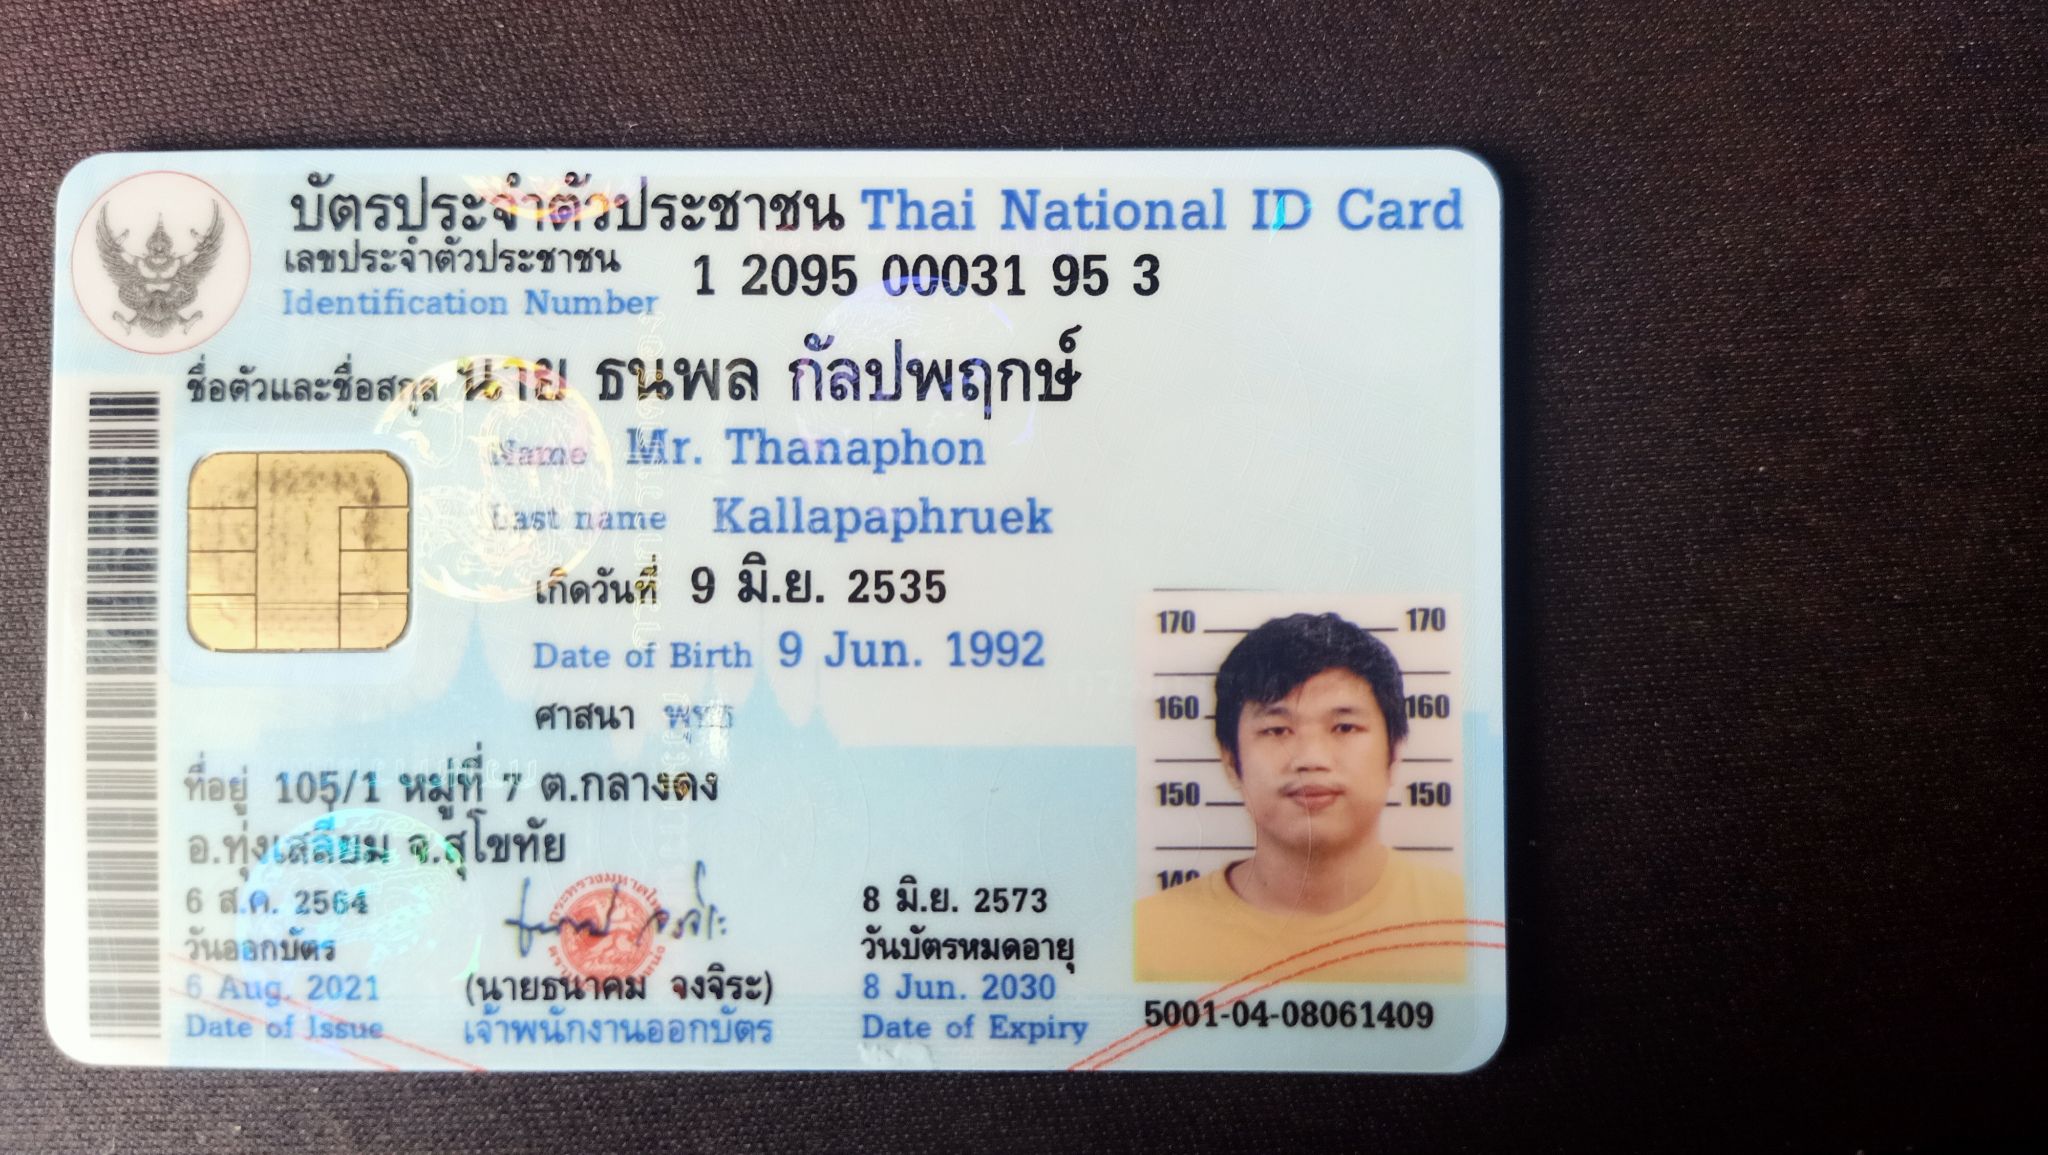 บัตรประจำตัวประชาชน Thai National ID Card
เลขประจำตัวประชาชน
Identification Number 1 2095 00031 95 3
ชื่อตัวและชื่อสกุล นาย ธนพล กัลปพฤกษ์
Name Mr. Thanaphon
Last name Kallapaphruek
เกิดวันที่ 9 มิ.ย. 2535
Date of Birth 9 Jun. 1992
ศาสนา พุทธ
ที่อยู่ 105/1 หมู่ที่ 7 ต.กลางดง
อ.ทุ่งเสลี่ยม จ.สุโขทัย
6 ส.ค. 2564
วันออกบัตร
6 Aug. 2021
Date of Issue
(นายธนาคม จงจิระ)
เจ้าพนักงานออกบัตร
8 มิ.ย. 2573
วันบัตรหมดอายุ
8 Jun. 2030
Date of Expiry
170 170
160 160
150 150
140
5001-04-08061409